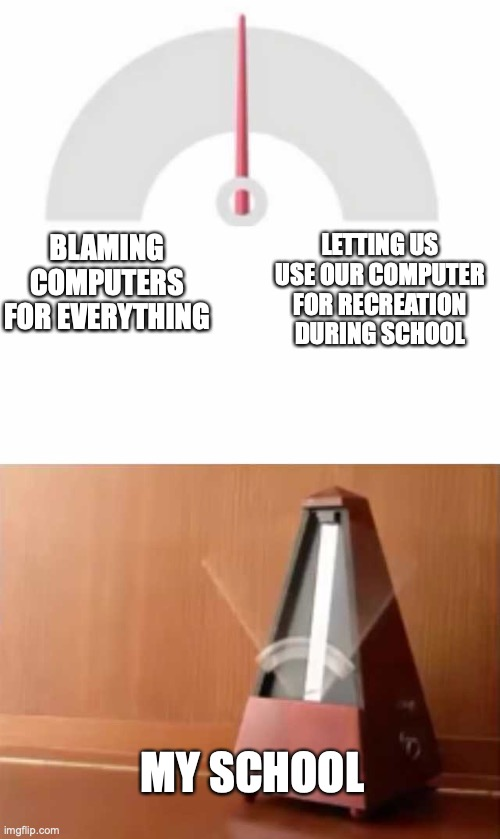 BLAMING
COMPUTERS
FOR EVERYTHING
LETTING US
USE OUR COMPUTER
FOR RECREATION
DURING SCHOOL
MY SCHOOL
imgflip.com